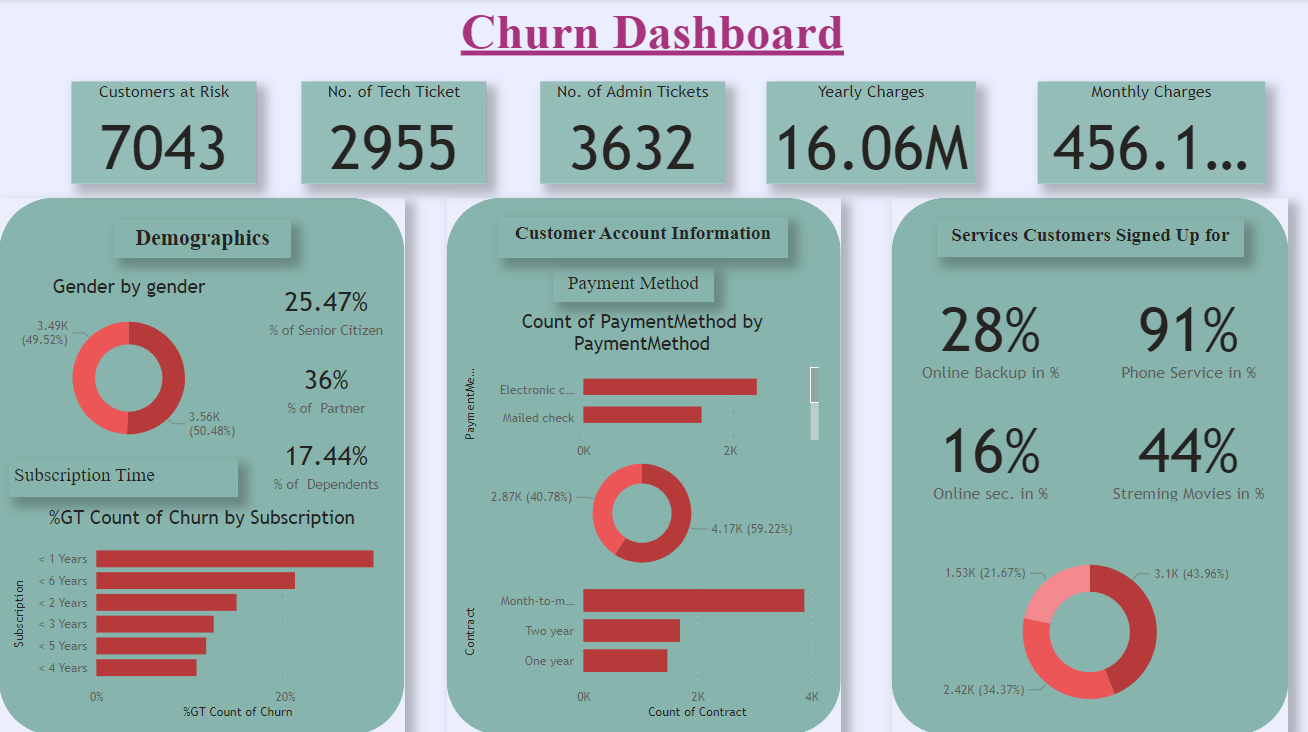 Churn Dashboard
Customers at Risk
7043
No. of Tech Ticket
2955
No. of Admin Tickets
3632
Yearly Charges
16.06M
Monthly Charges
456.1...
Demographics
Gender by gender
3.49K
(49.52%)
3.56K
(50.48%)
25.47%
% of Senior Citizen
36%
% of Partner
17.44%
% of Dependents
Subscription Time
%GT Count of Churn by Subscription
Subscription
< 1 Years
< 6 Years
< 2 Years
< 3 Years
< 5 Years
< 4 Years
0%
20%
%GT Count of Churn
Customer Account Information
Payment Method
Count of PaymentMethod by
PaymentMethod
PaymentMe...
Electronic c...
Mailed check
0K
2K
2.87K (40.78%)
4.17K (59.22%)
Contract
Month-to-m...
Two year
One year
0K
2K
4K
Count of Contract
Services Customers Signed Up for
28%
Online Backup in %
91%
Phone Service in %
16%
Online sec. in %
44%
Streming Movies in %
1.53K (21.67%)
3.1K (43.96%)
2.42K (34.37%)